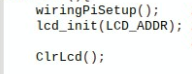 wiringPiSetup();
lcd_init(LCD_ADDR);
ClrLcd();